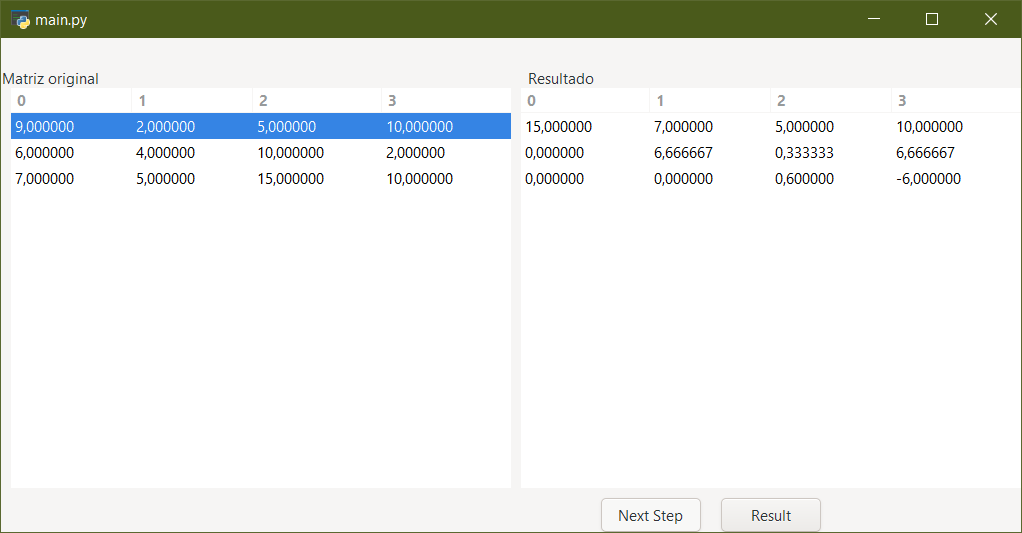 main.py
Matriz original
0 1 2 3
9,000000 2,000000 5,000000 10,000000
6,000000 4,000000 10,000000 2,000000
7,000000 5,000000 15,000000 10,000000
Resultado
0 1 2 3
15,000000 7,000000 5,000000 10,000000
0,000000 6,666667 0,333333 6,666667
0,000000 0,000000 0,600000 -6,000000
Next Step Result